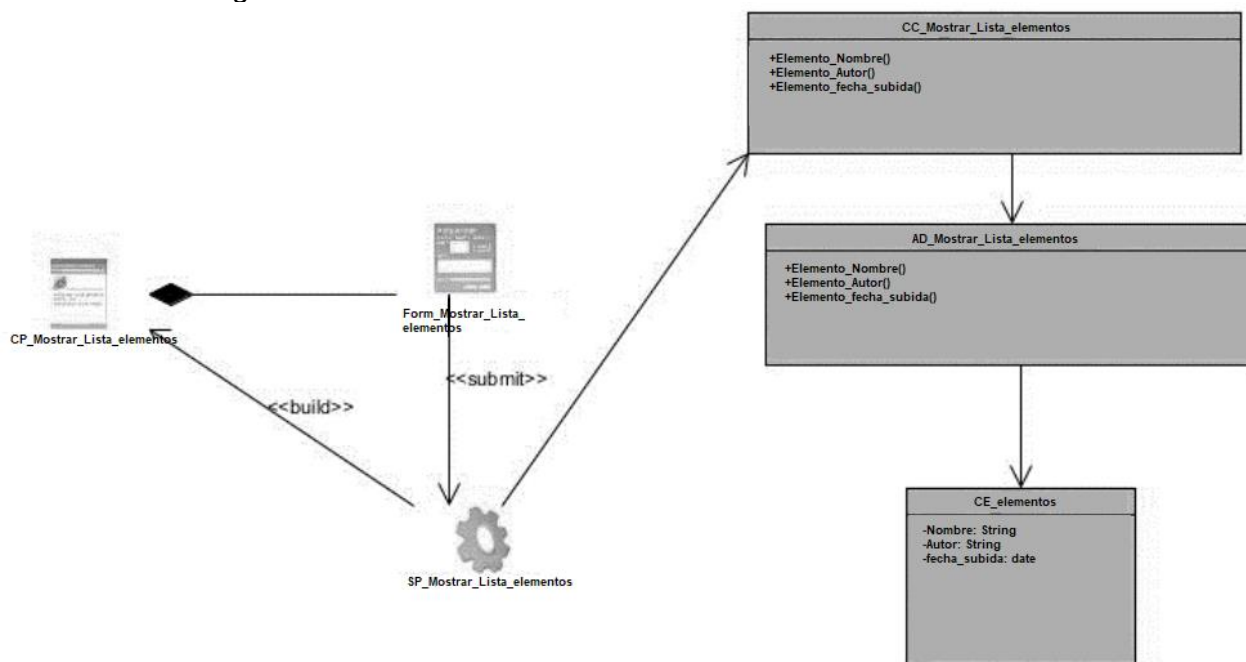 CC_Mostrar_Lista_elementos
+Elemento_Nombre()
+Elemento_Autor()
+Elemento_fecha_subida()
AD_Mostrar_Lista_elementos
+Elemento_Nombre()
+Elemento_Autor()
+Elemento_fecha_subida()
Form_Mostrar_Lista_
elementos
CP_Mostrar_Lista_elementos
<<submit>>
<<build>>
CE_elementos
-Nombre: String
-Autor: String
-fecha_subida: date
SP_Mostrar_Lista_elementos